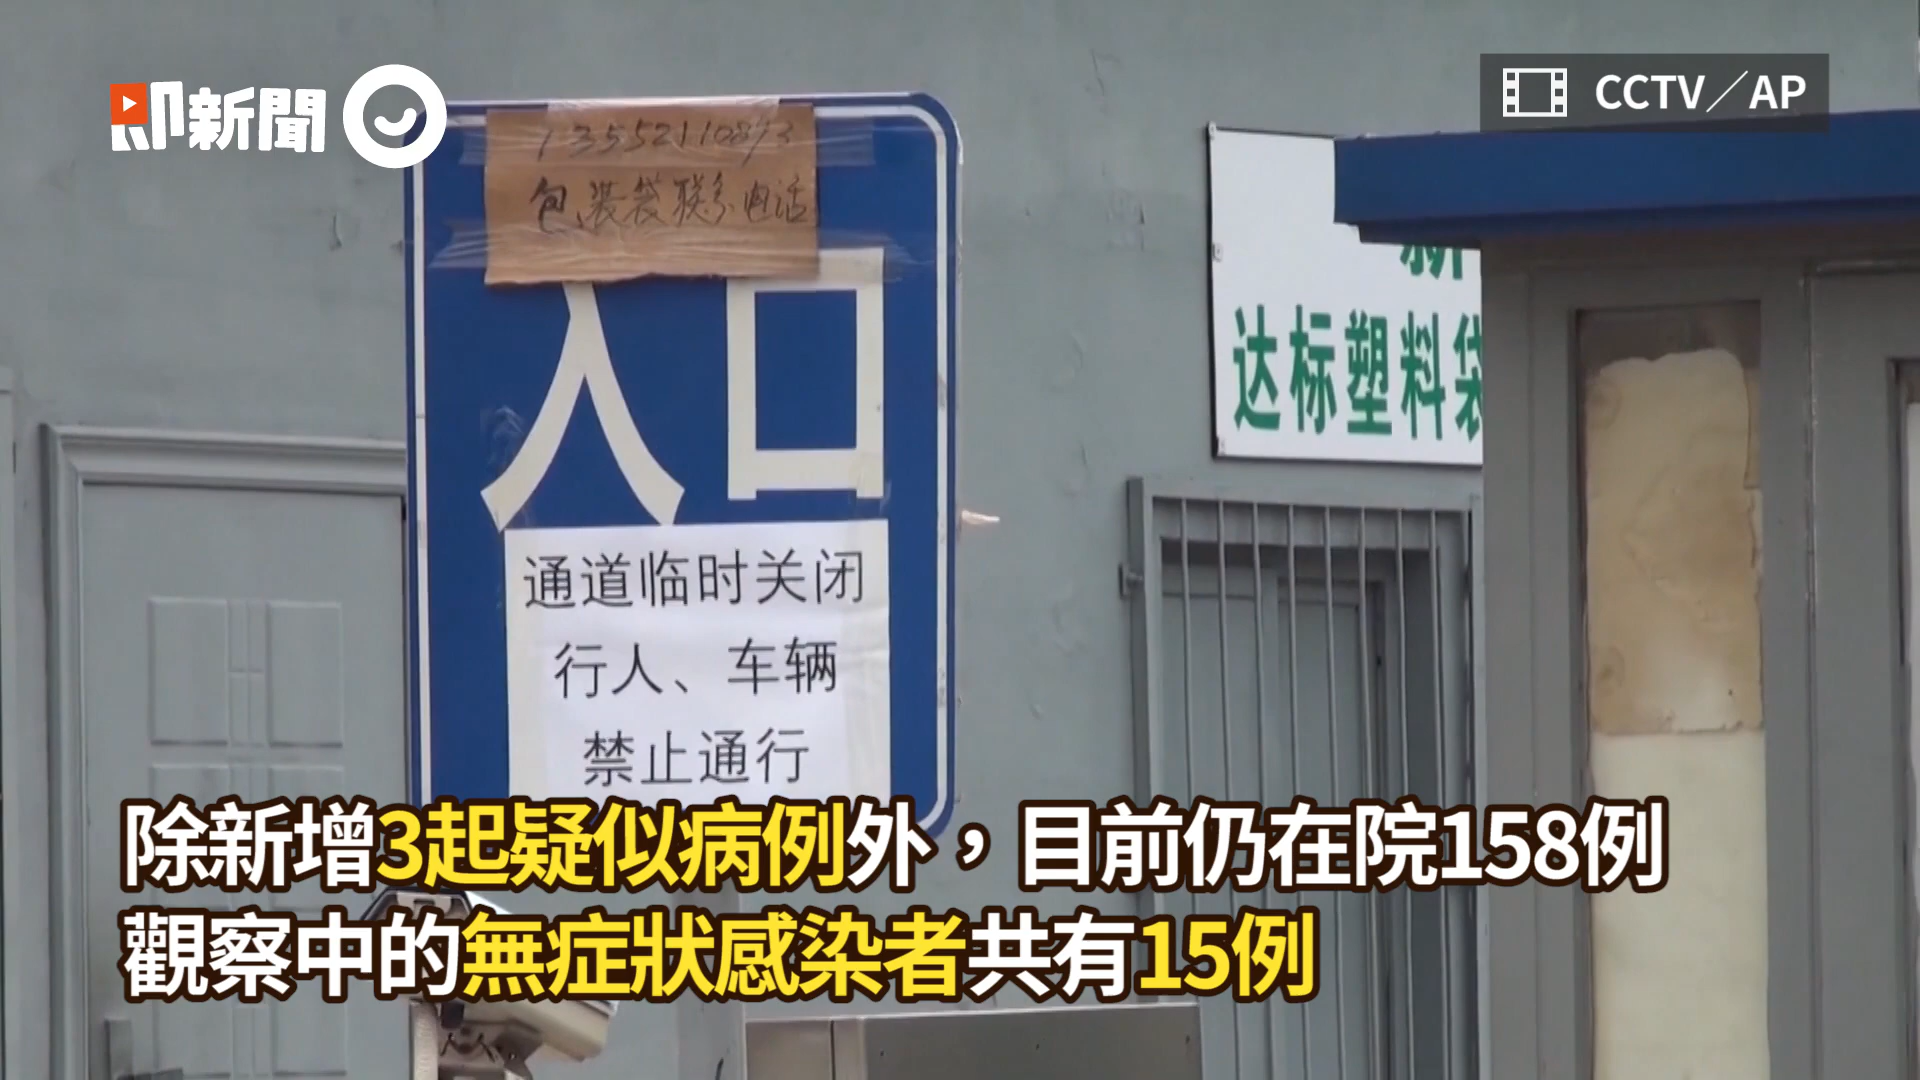 即新聞
CCTV／AP
13552110893
包装袋联系电话
入口
达标塑料袋
通道临时关闭
行人、车辆
禁止通行
除新增3起疑似病例外，目前仍在院158例
觀察中的無症狀感染者共有15例